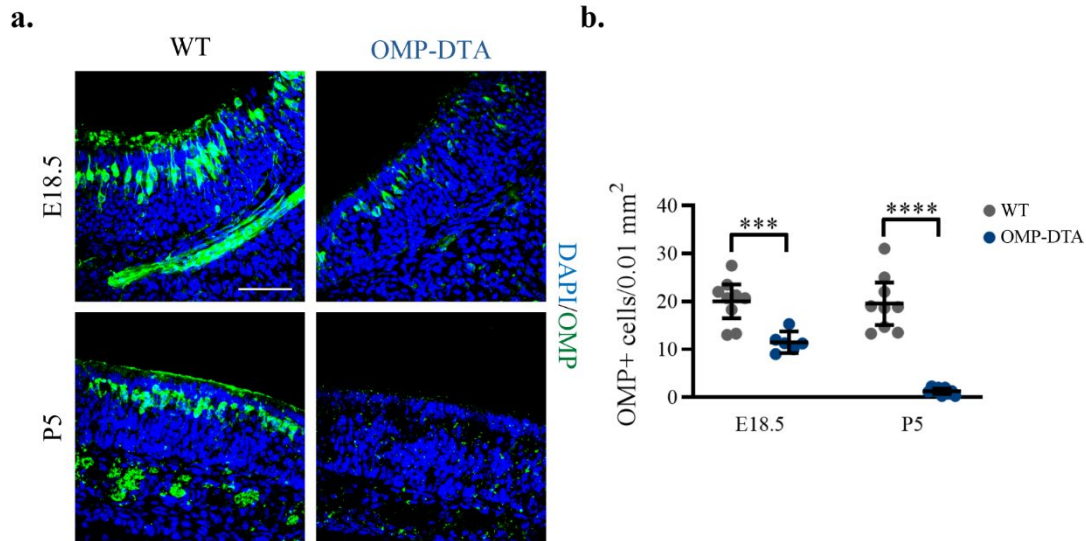 a.
WT
OMP-DTA
E18.5
P5
DAPI/OMP
b.
OMP+ cells/0.01 mm²
40
30
20
10
0
***
****
E18.5
P5
WT
OMP-DTA